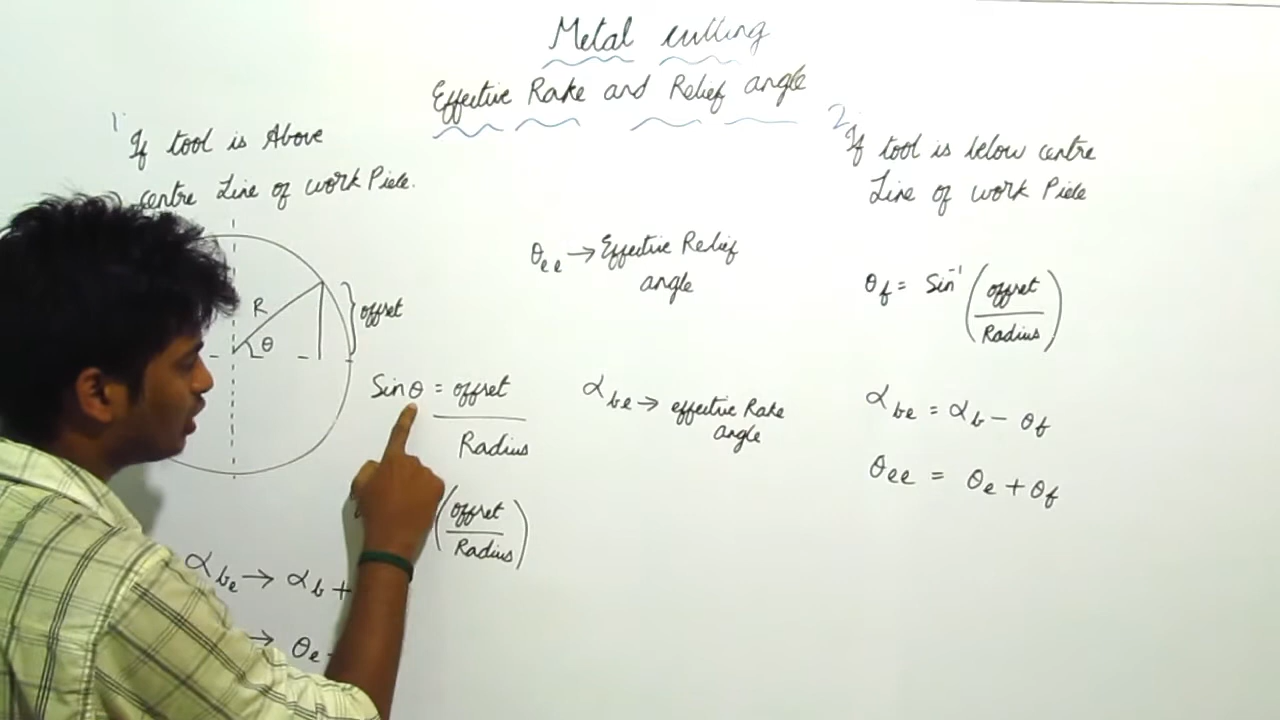 Metal cutting
Effective Rake and Relief angle
1.
If tool is Above
centre Line of work Piece.
R
θ
offset
Sinθ = offset
Radius
(offset
Radius)
αbe → αb +
→ θe -
θee → Effective Relief
angle
αbe → effective Rake
angle
2.
If tool is below centre
Line of work Piece
θf = Sin⁻¹ (offset
Radius)
αbe = αb - θf
θee = θe + θf